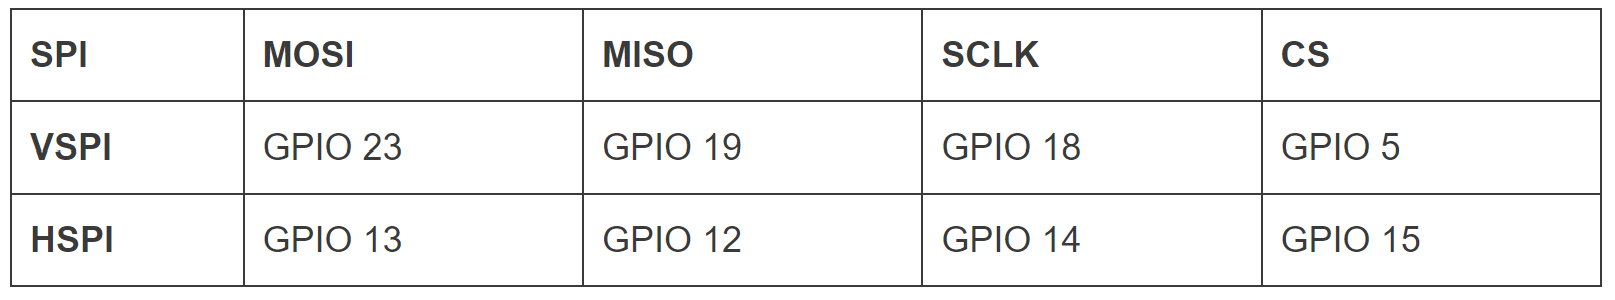 SPI MOSI MISO SCLK CS
VSPI GPIO 23 GPIO 19 GPIO 18 GPIO 5
HSPI GPIO 13 GPIO 12 GPIO 14 GPIO 15